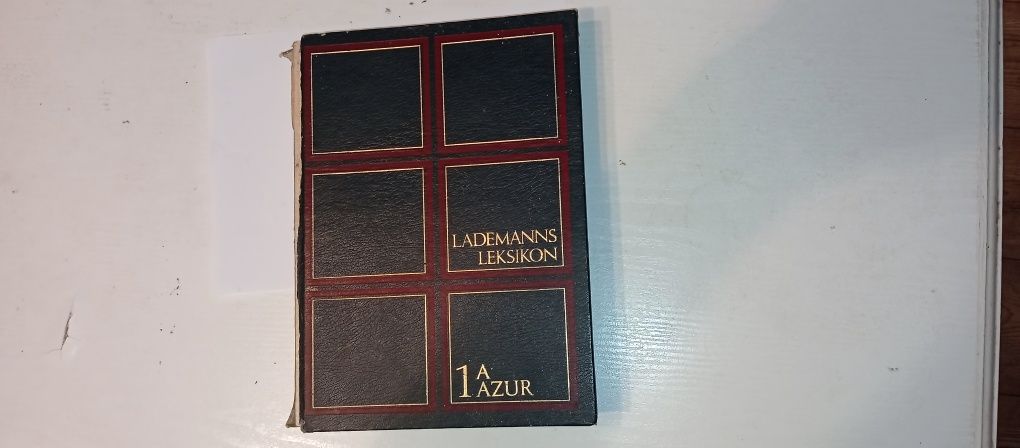 LADEMANNS
LEKSIKON
1 A
AZUR